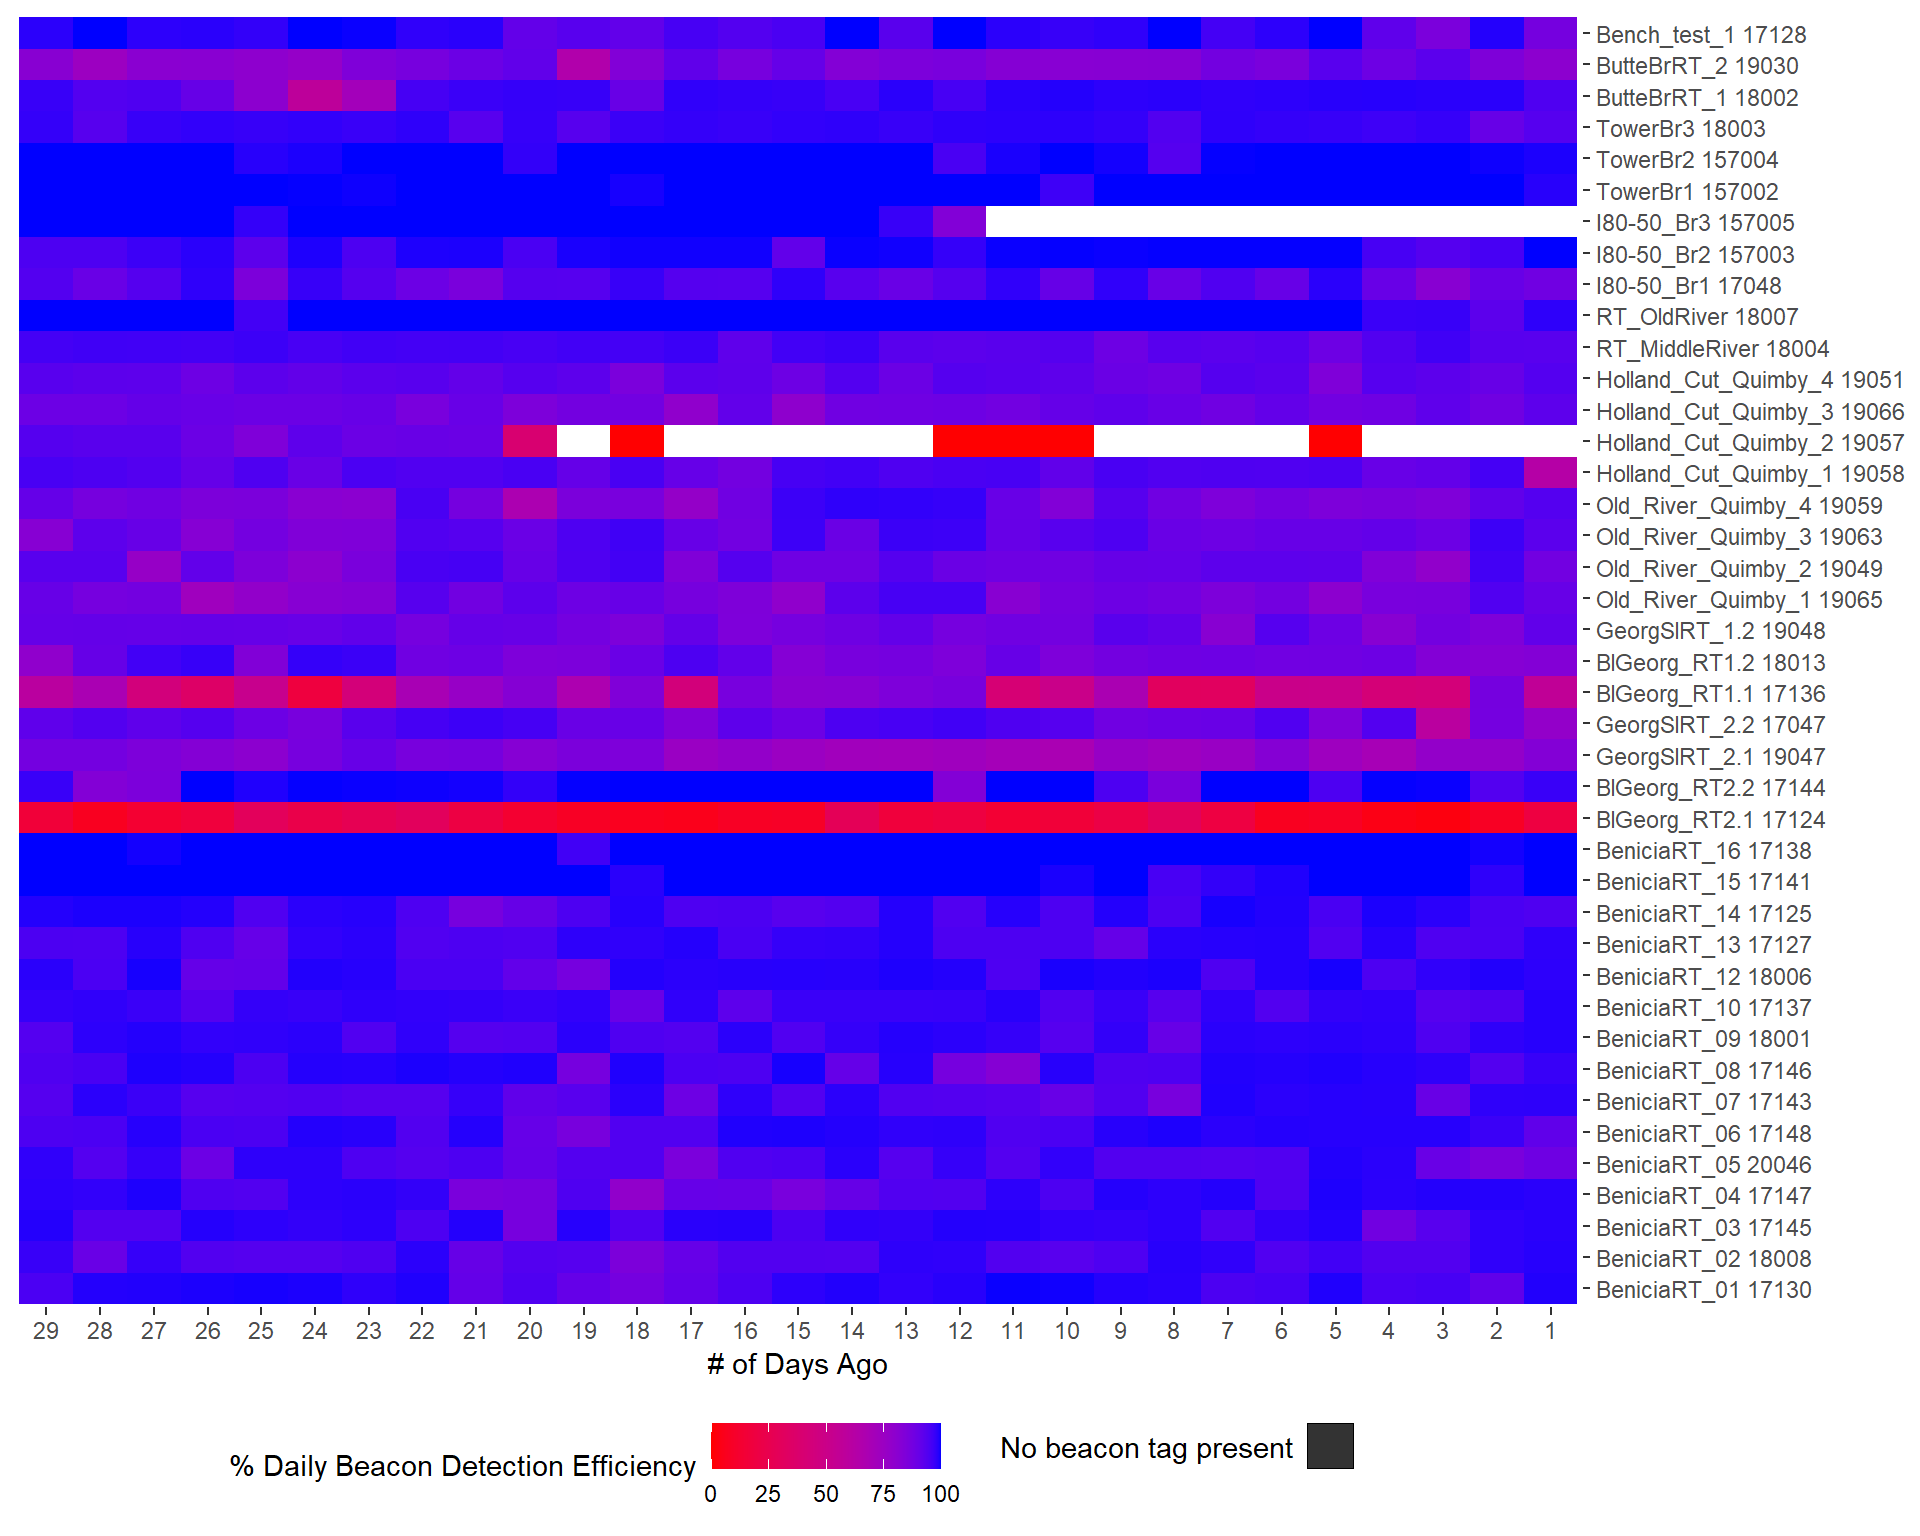 Bench_test_1 17128
ButteBrRT_2 19030
ButteBrRT_1 18002
TowerBr3 18003
TowerBr2 157004
TowerBr1 157002
I80-50_Br3 157005
I80-50_Br2 157003
I80-50_Br1 17048
RT_OldRiver 18007
RT_MiddleRiver 18004
Holland_Cut_Quimby_4 19051
Holland_Cut_Quimby_3 19066
Holland_Cut_Quimby_2 19057
Holland_Cut_Quimby_1 19058
Old_River_Quimby_4 19059
Old_River_Quimby_3 19063
Old_River_Quimby_2 19049
Old_River_Quimby_1 19065
GeorgSlRT_1.2 19048
BlGeorg_RT1.2 18013
BlGeorg_RT1.1 17136
GeorgSlRT_2.2 17047
GeorgSlRT_2.1 19047
BlGeorg_RT2.2 17144
BlGeorg_RT2.1 17124
BeniciaRT_16 17138
BeniciaRT_15 17141
BeniciaRT_14 17125
BeniciaRT_13 17127
BeniciaRT_12 18006
BeniciaRT_10 17137
BeniciaRT_09 18001
BeniciaRT_08 17146
BeniciaRT_07 17143
BeniciaRT_06 17148
BeniciaRT_05 20046
BeniciaRT_04 17147
BeniciaRT_03 17145
BeniciaRT_02 18008
BeniciaRT_01 17130
29 28 27 26 25 24 23 22 21 20 19 18 17 16 15 14 13 12 11 10 9 8 7 6 5 4 3 2 1
# of Days Ago
% Daily Beacon Detection Efficiency
0 25 50 75 100
No beacon tag present